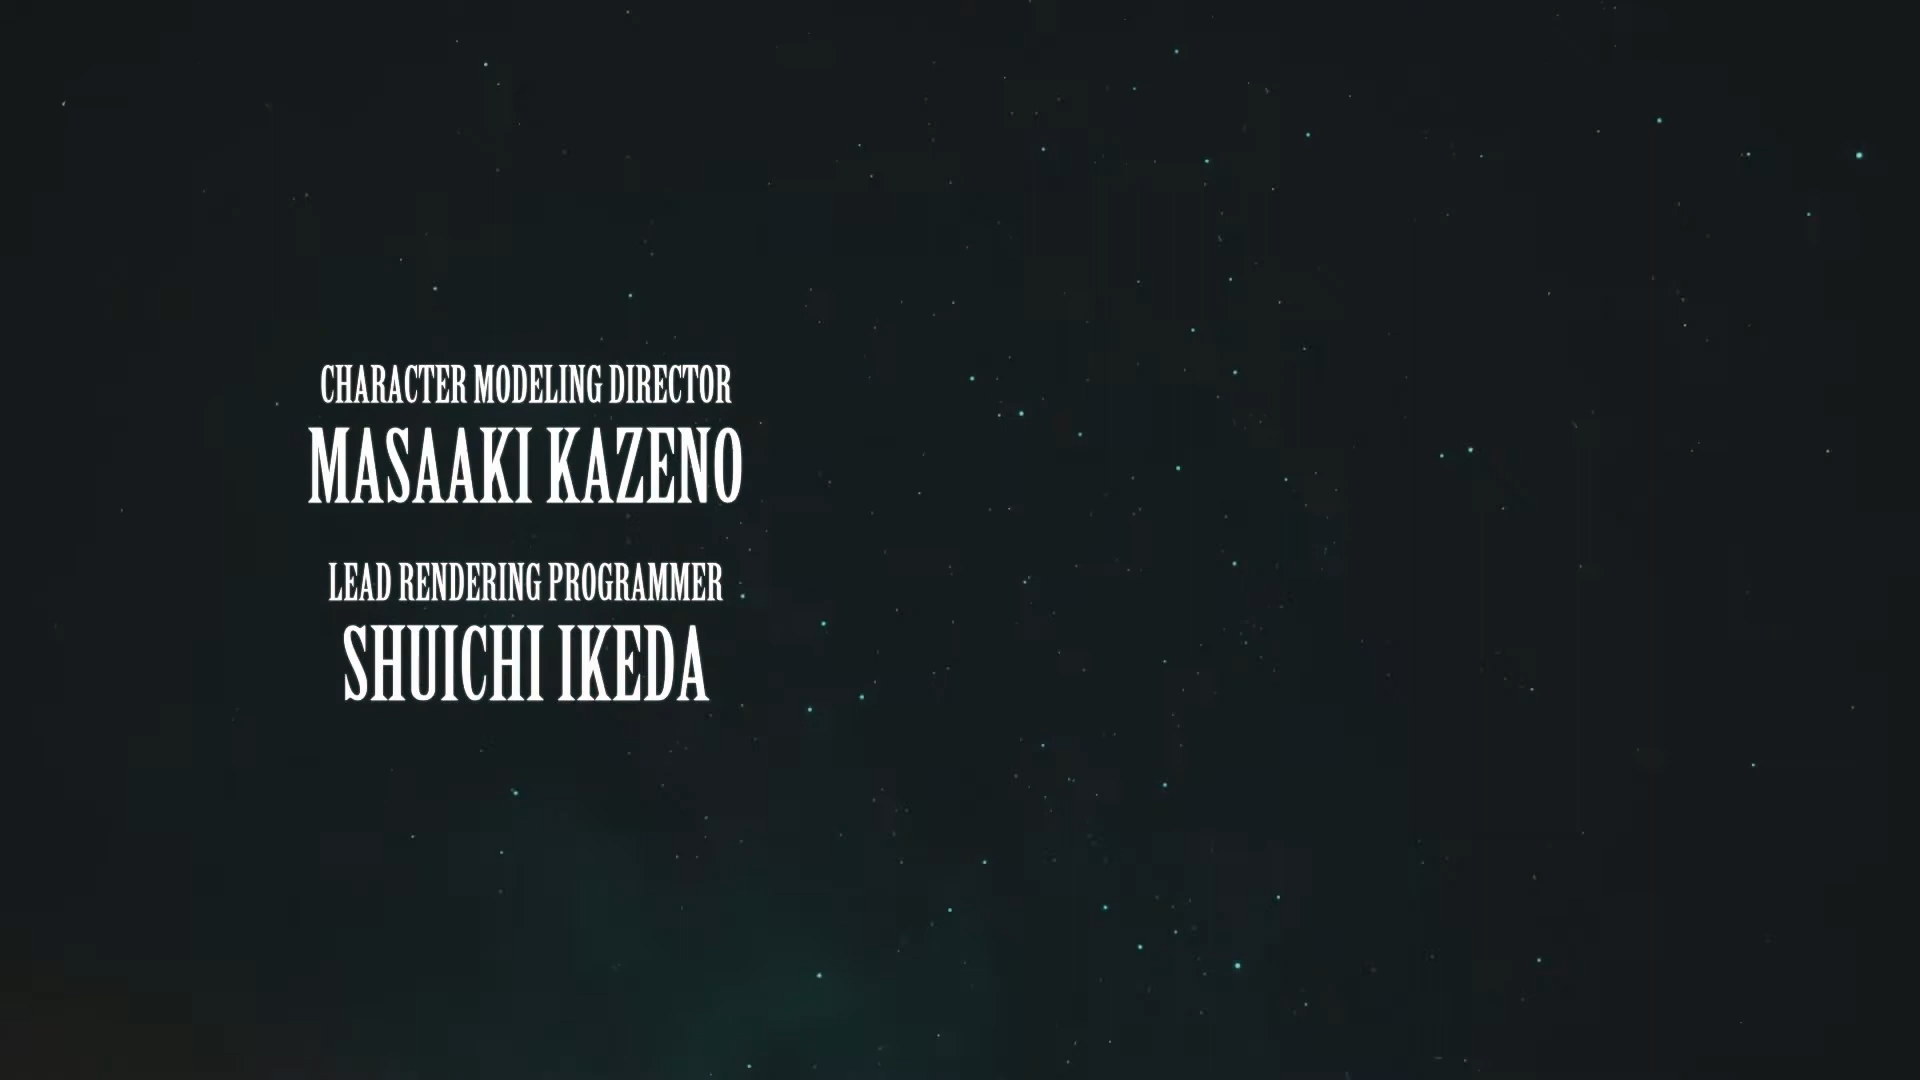 CHARACTER MODELING DIRECTOR
MASAAKI KAZENO
LEAD RENDERING PROGRAMMER
SHUICHI IKEDA